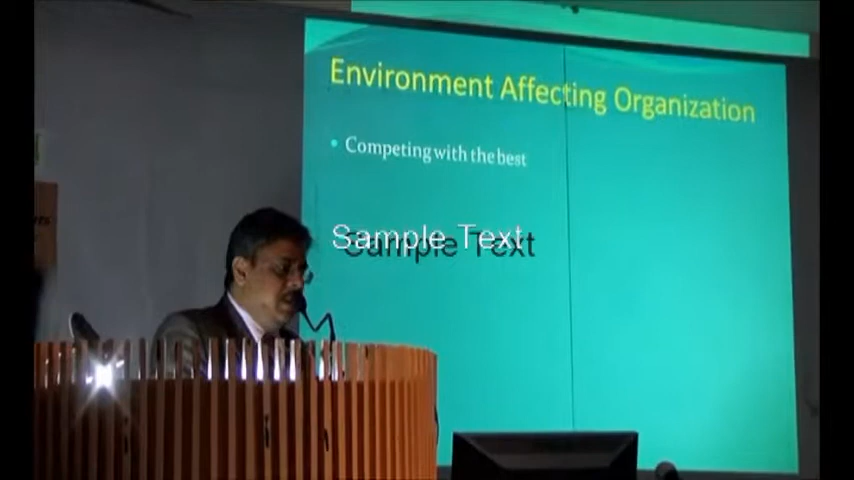 Environment Affecting Organization
• Competing with the best
Sample Text